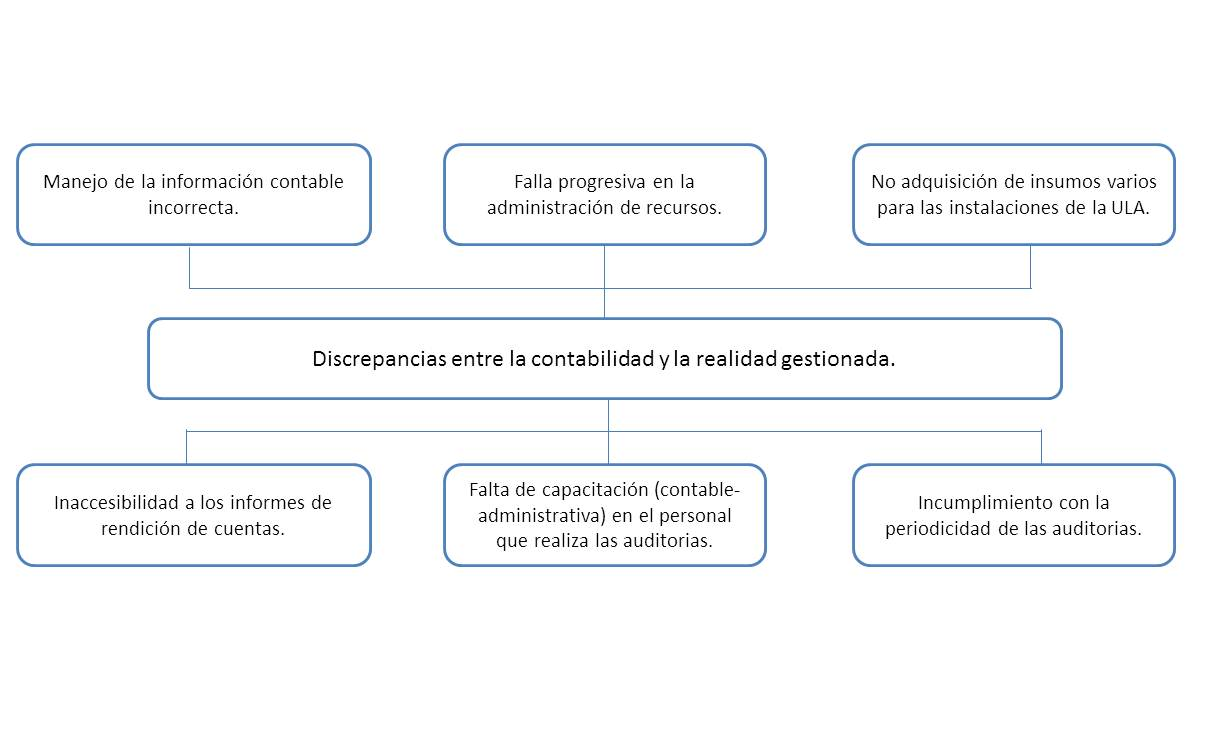 Manejo de la información contable
incorrecta.
Falla progresiva en la
administración de recursos.
No adquisición de insumos varios
para las instalaciones de la ULA.
Discrepancias entre la contabilidad y la realidad gestionada.
Inaccesibilidad a los informes de
rendición de cuentas.
Falta de capacitación (contable-
administrativa) en el personal
que realiza las auditorias.
Incumplimiento con la
periodicidad de las auditorias.